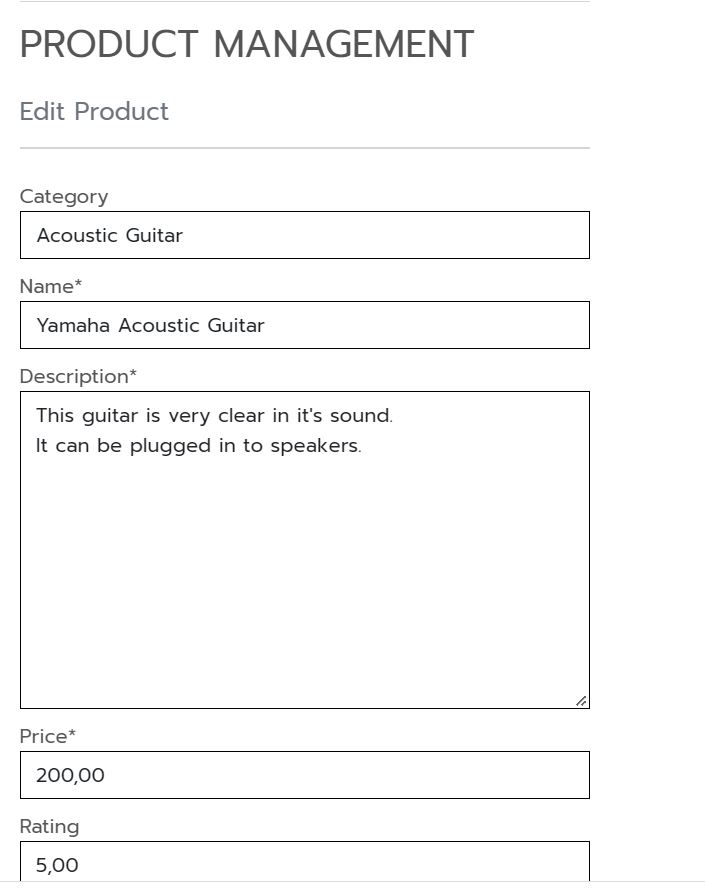 PRODUCT MANAGEMENT
Edit Product
Category
Acoustic Guitar
Name*
Yamaha Acoustic Guitar
Description*
This guitar is very clear in it's sound.
It can be plugged in to speakers.
Price*
200,00
Rating
5,00